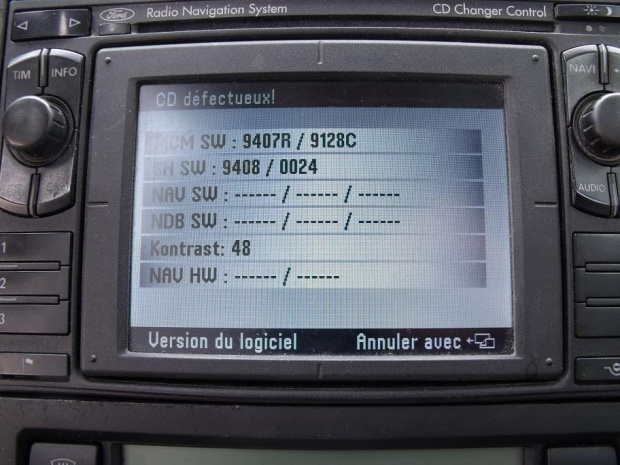 Ford Radio Navigation System
CD Changer Control
TIM INFO
NAVI
CD défectueux!
MCM SW : 9407R / 9128C
SH SW : 9408 / 0024
NAV SW : ------ / ------ / ------
NDB SW : ------ / ------ / ------
Kontrast: 48
NAV HW : ------ / ------
AUDIO
1
2
3
Version du logiciel
Annuler avec